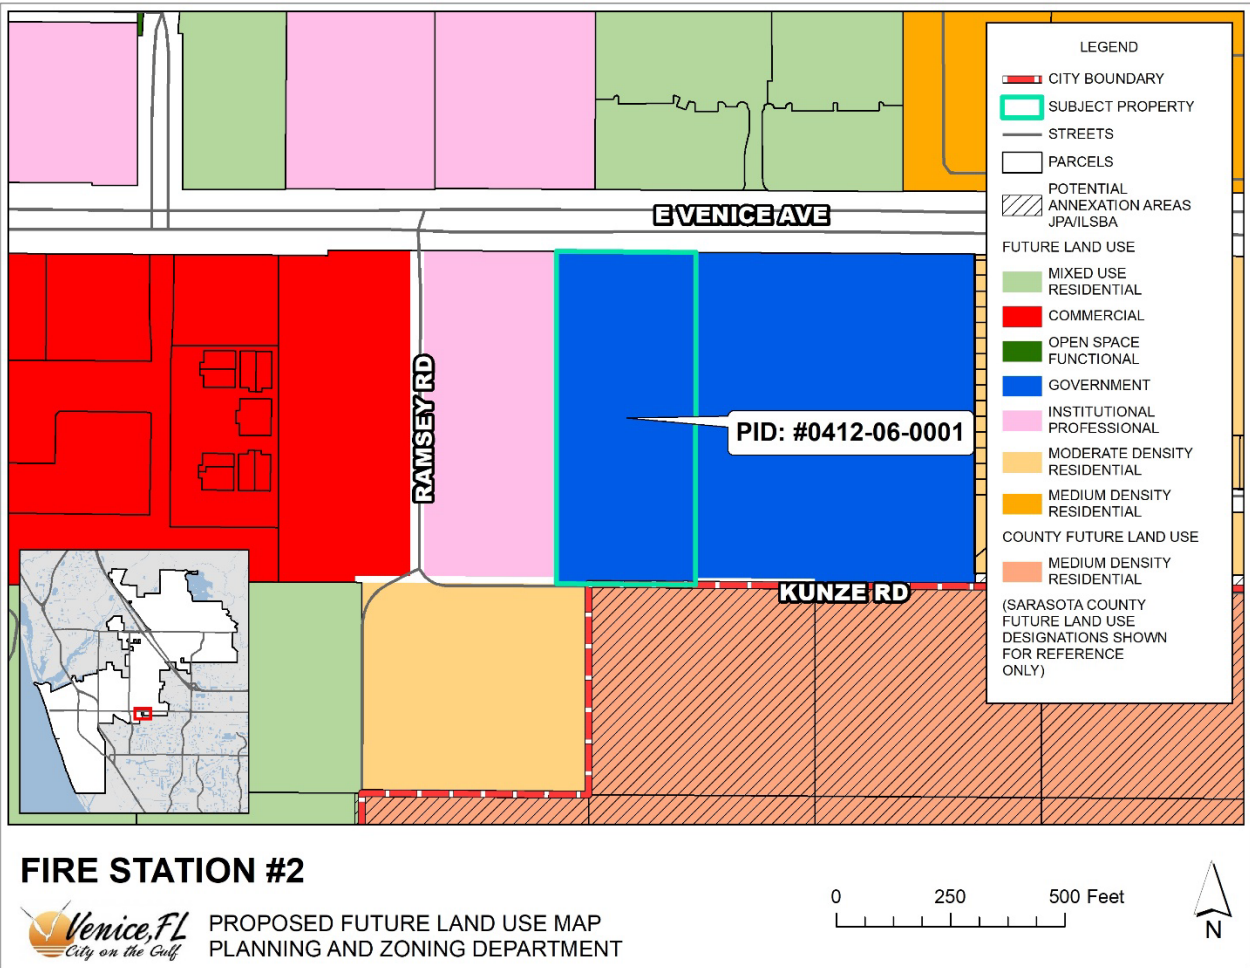 LEGEND
CITY BOUNDARY
SUBJECT PROPERTY
STREETS
PARCELS
POTENTIAL
ANNEXATION AREAS
JPA/ILSBA
FUTURE LAND USE
MIXED USE
RESIDENTIAL
COMMERCIAL
OPEN SPACE
FUNCTIONAL
GOVERNMENT
INSTITUTIONAL
PROFESSIONAL
MODERATE DENSITY
RESIDENTIAL
MEDIUM DENSITY
RESIDENTIAL
COUNTY FUTURE LAND USE
MEDIUM DENSITY
RESIDENTIAL
(SARASOTA COUNTY
FUTURE LAND USE
DESIGNATIONS SHOWN
FOR REFERENCE
ONLY)
E VENICE AVE
RAMSEY RD
PID: #0412-06-0001
KUNZE RD
FIRE STATION #2
Venice, FL
City on the Gulf
PROPOSED FUTURE LAND USE MAP
PLANNING AND ZONING DEPARTMENT
0 250 500 Feet
N